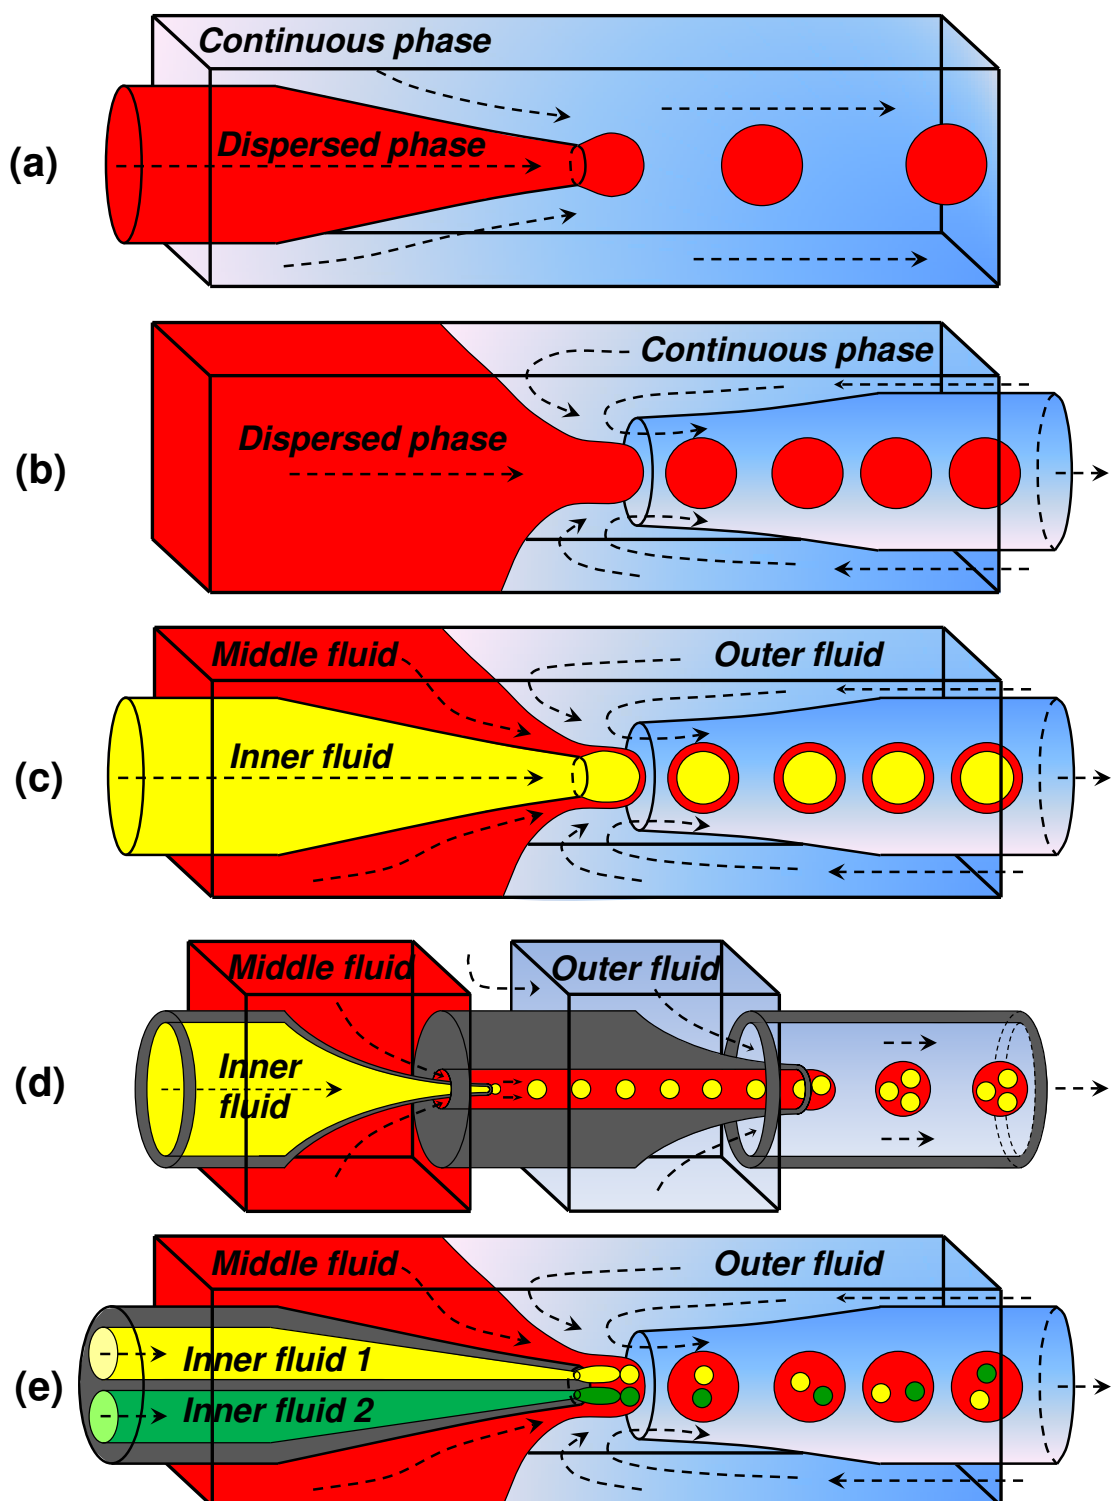 Continuous phase
(a)
Dispersed phase
Continuous phase
Dispersed phase
(b)
Middle fluid
Outer fluid
Inner fluid
(c)
Middle fluid
Outer fluid
(d)
Inner
fluid
Middle fluid
Outer fluid
Inner fluid 1
(e)
Inner fluid 2